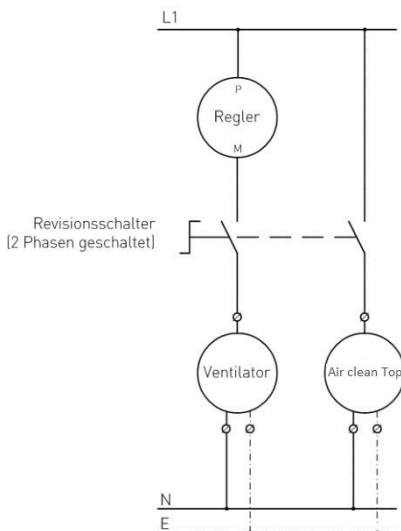 L1
P
Regler
M
Revisionsschalter
(2 Phasen geschaltet)
Ventilator
Air clean Top
N
E